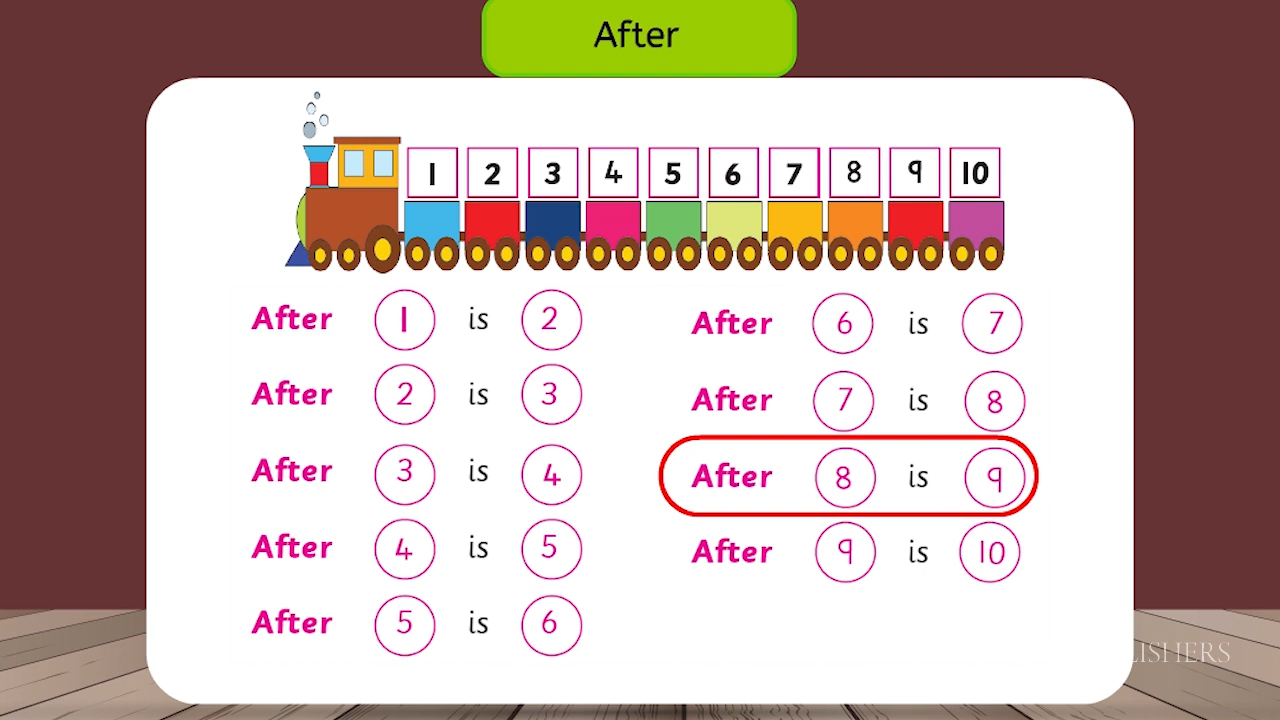 After
1 2 3 4 5 6 7 8 9 10
After 1 is 2
After 2 is 3
After 3 is 4
After 4 is 5
After 5 is 6
After 6 is 7
After 7 is 8
After 8 is 9
After 9 is 10
LISHERS